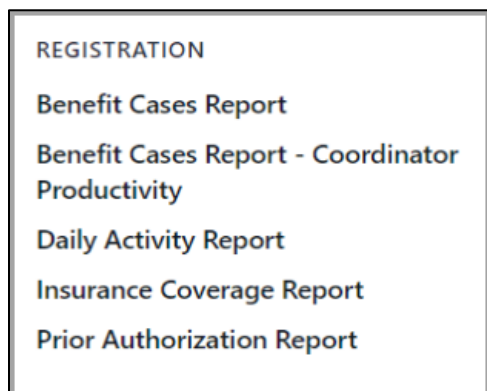 REGISTRATION
Benefit Cases Report
Benefit Cases Report - Coordinator
Productivity
Daily Activity Report
Insurance Coverage Report
Prior Authorization Report